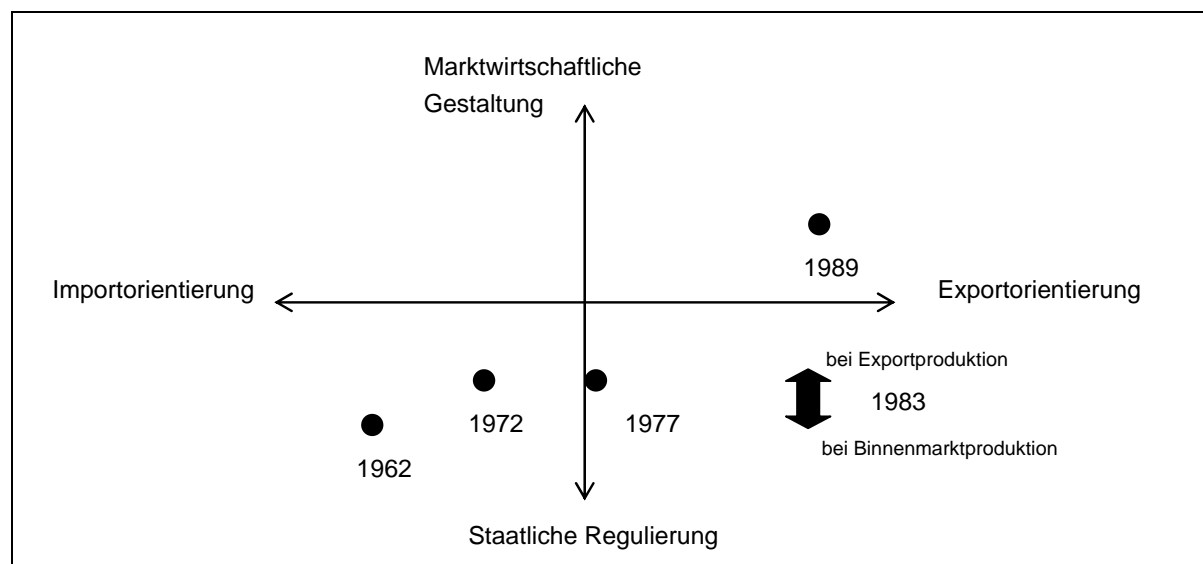 Marktwirtschaftliche
Gestaltung
1989
Importorientierung
Exportorientierung
bei Exportproduktion
1983
1972
1977
bei Binnenmarktproduktion
1962
Staatliche Regulierung